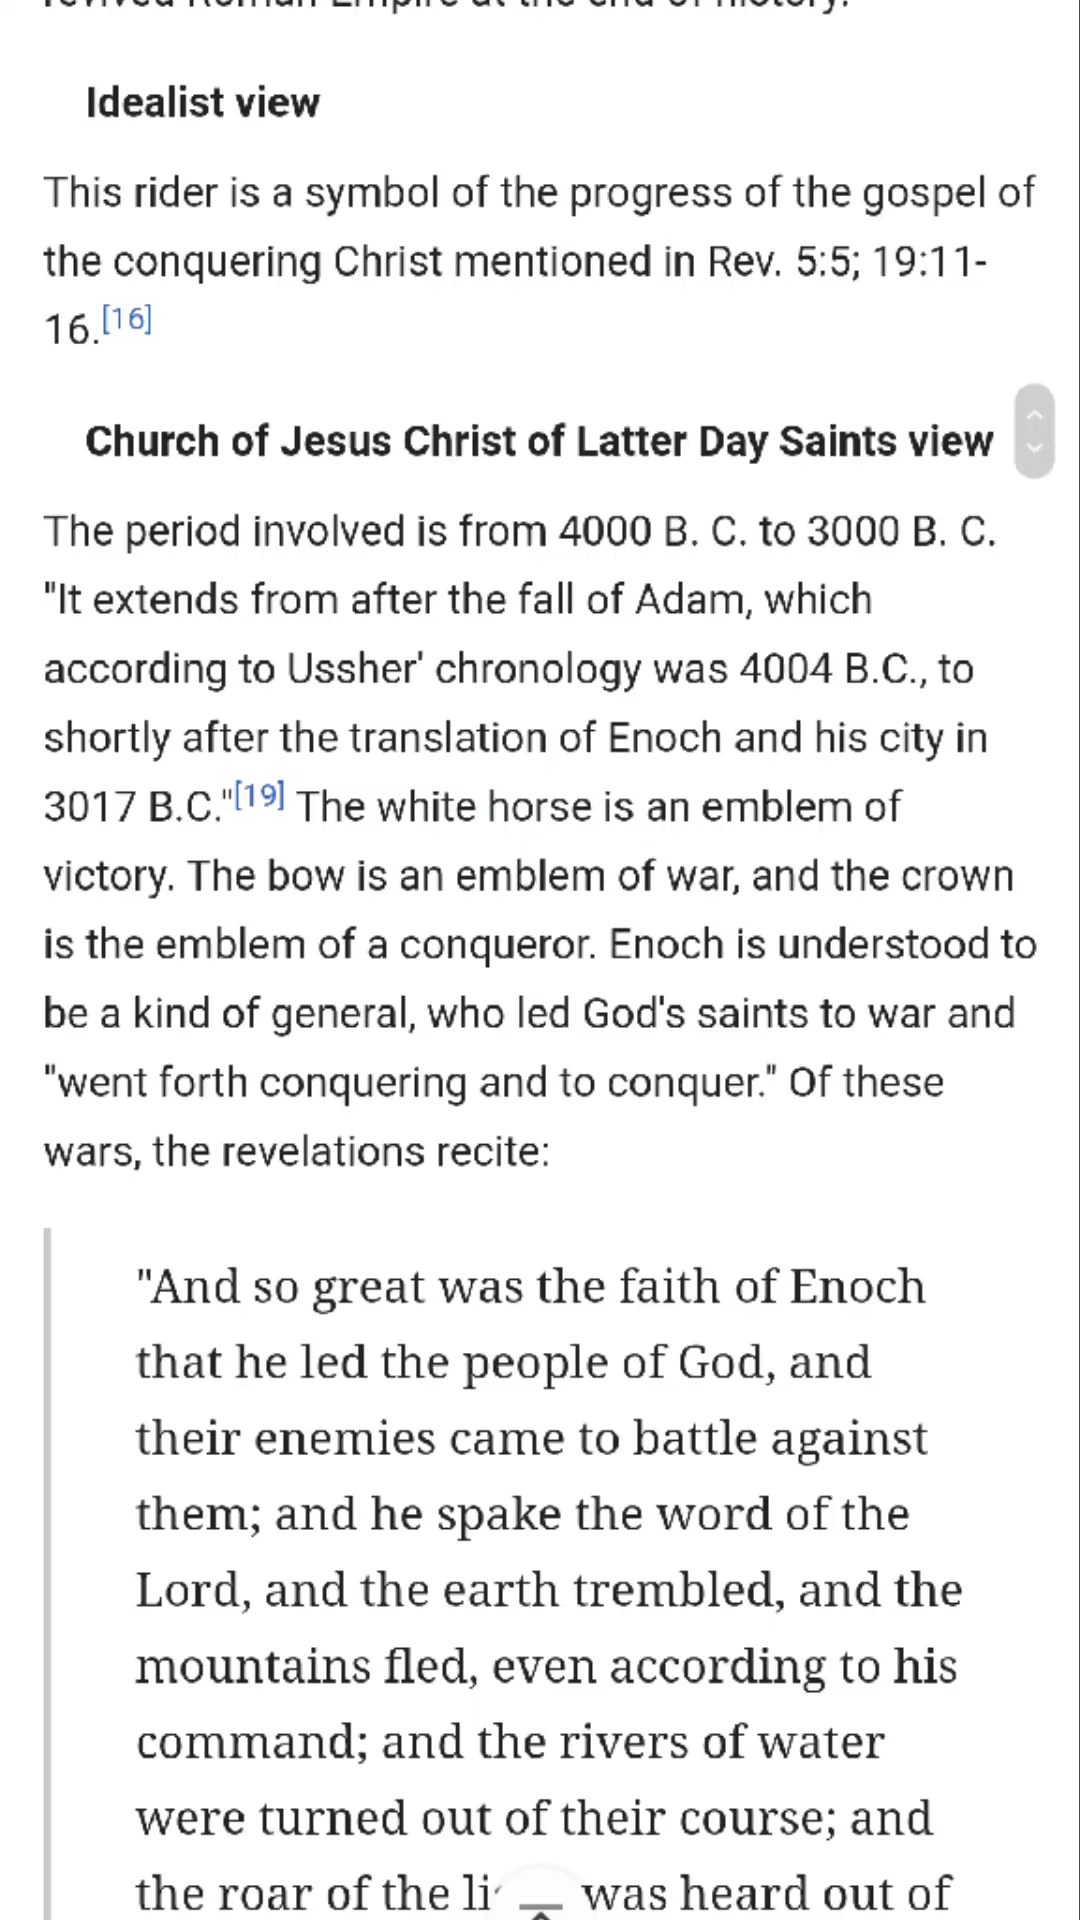 revived Roman Empire at the end of history.
Idealist view
This rider is a symbol of the progress of the gospel of
the conquering Christ mentioned in Rev. 5:5; 19:11-
16.[16]
Church of Jesus Christ of Latter Day Saints view
The period involved is from 4000 B. C. to 3000 B. C.
"It extends from after the fall of Adam, which
according to Ussher' chronology was 4004 B.C., to
shortly after the translation of Enoch and his city in
3017 B.C."[19] The white horse is an emblem of
victory. The bow is an emblem of war, and the crown
is the emblem of a conqueror. Enoch is understood to
be a kind of general, who led God's saints to war and
"went forth conquering and to conquer." Of these
wars, the revelations recite:
"And so great was the faith of Enoch
that he led the people of God, and
their enemies came to battle against
them; and he spake the word of the
Lord, and the earth trembled, and the
mountains fled, even according to his
command; and the rivers of water
were turned out of their course; and
the roar of the was heard out of